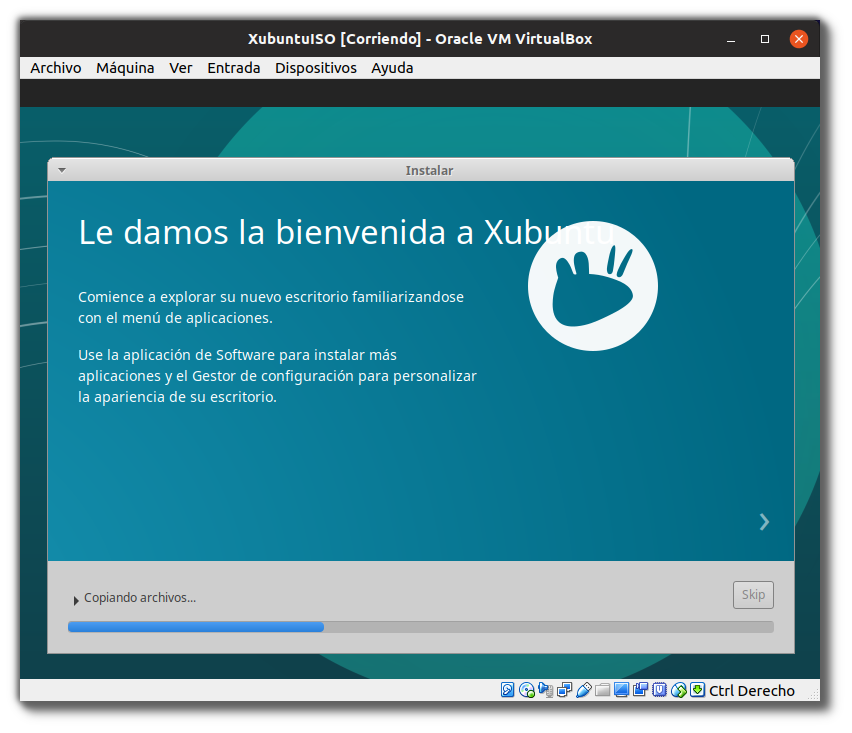 XubuntuISO [Corriendo] - Oracle VM VirtualBox
Archivo Máquina Ver Entrada Dispositivos Ayuda
Instalar
Le damos la bienvenida a Xubuntu
Comience a explorar su nuevo escritorio familiarizandose
con el menú de aplicaciones.
Use la aplicación de Software para instalar más
aplicaciones y el Gestor de configuración para personalizar
la apariencia de su escritorio.
Copiando archivos...
Skip
Ctrl Derecho